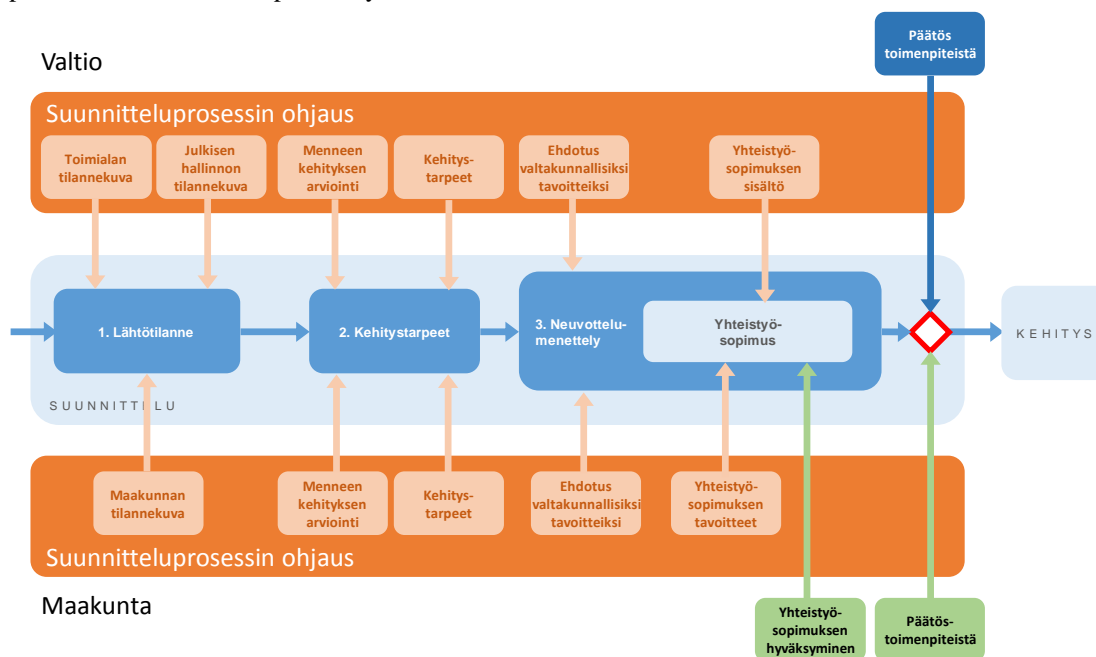 Valtio
Päätös
toimenpiteistä
Suunnitteluprosessin ohjaus
Toimialan
tilannekuva
Julkisen
hallinnon
tilannekuva
Menneen
kehityksen
arviointi
Kehitys-
tarpeet
Ehdotus
valtakunnallisiksi
tavoitteiksi
Yhteistyö-
sopimuksen
sisältö
1. Lähtötilanne
2. Kehitystarpeet
3. Neuvottelu-
menettely
Yhteistyö-
sopimus
KEHITYS
SUUNNITTELU
Maakunnan
tilannekuva
Menneen
kehityksen
arviointi
Kehitys-
tarpeet
Ehdotus
valtakunnallisiksi
tavoitteiksi
Yhteistyö-
sopimuksen
tavoitteet
Suunnitteluprosessin ohjaus
Maakunta
Yhteistyö-
sopimuksen
hyväksyminen
Päätös-
toimenpiteistä